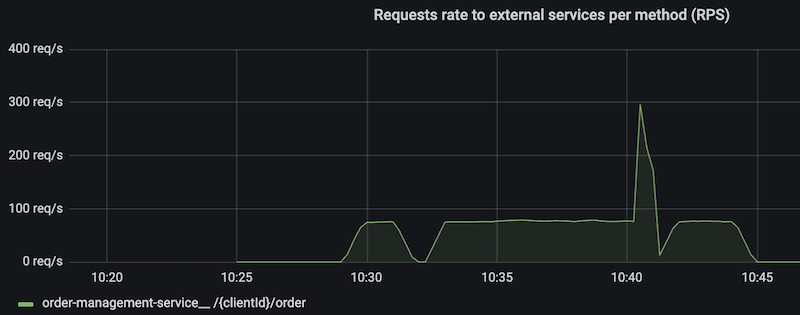 Requests rate to external services per method (RPS)
400 req/s
300 req/s
200 req/s
100 req/s
0 req/s
10:20 10:25 10:30 10:35 10:40 10:45
order-management-service__ /{clientId}/order